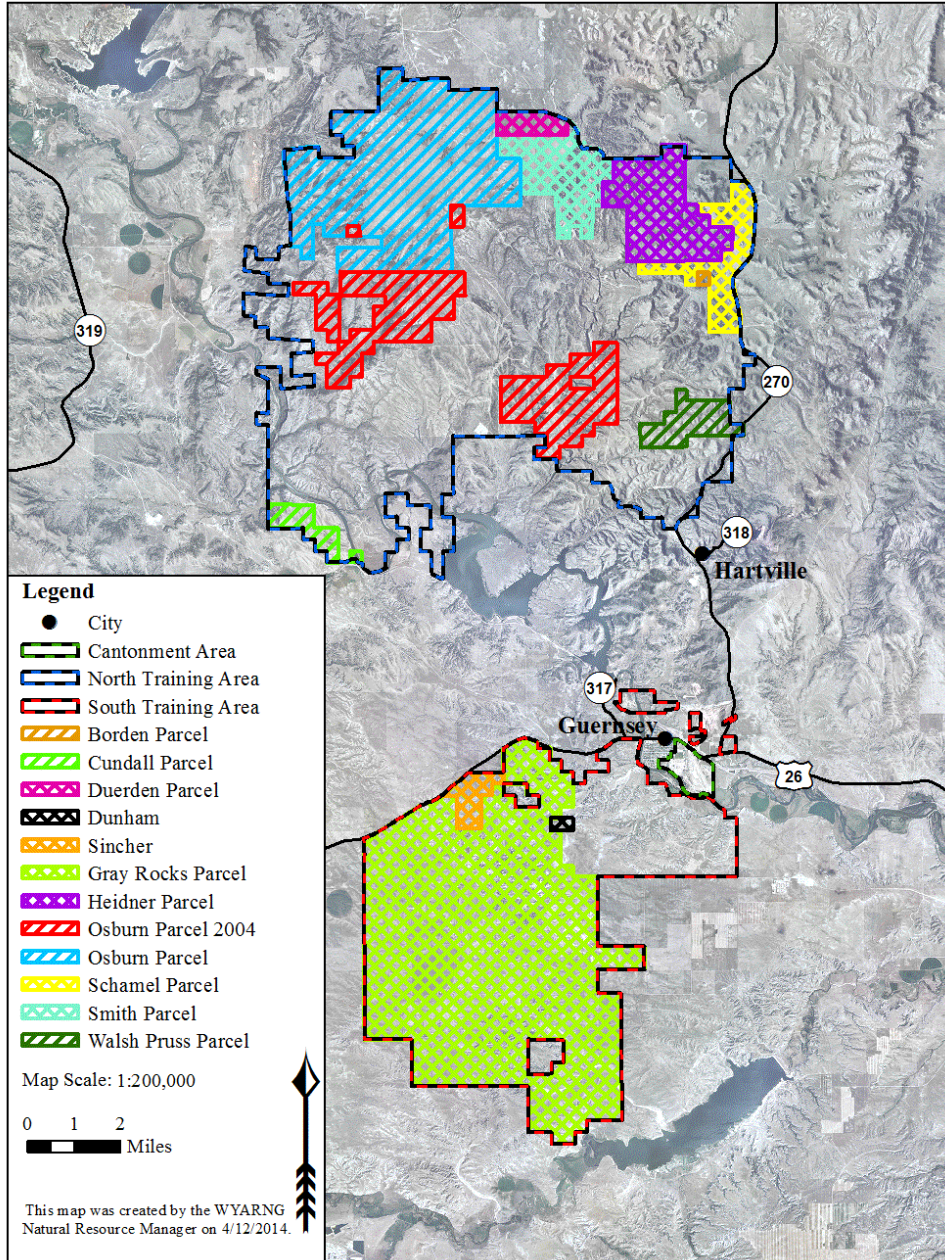 319
270
318
Hartville
317
Guernsey
26
Legend
City
Cantonment Area
North Training Area
South Training Area
Borden Parcel
Cundall Parcel
Duerden Parcel
Dunham
Sincher
Gray Rocks Parcel
Heidner Parcel
Osburn Parcel 2004
Osburn Parcel
Schamel Parcel
Smith Parcel
Walsh Pruss Parcel
Map Scale: 1:200,000
0 1 2
Miles
This map was created by the WYARNG
Natural Resource Manager on 4/12/2014.